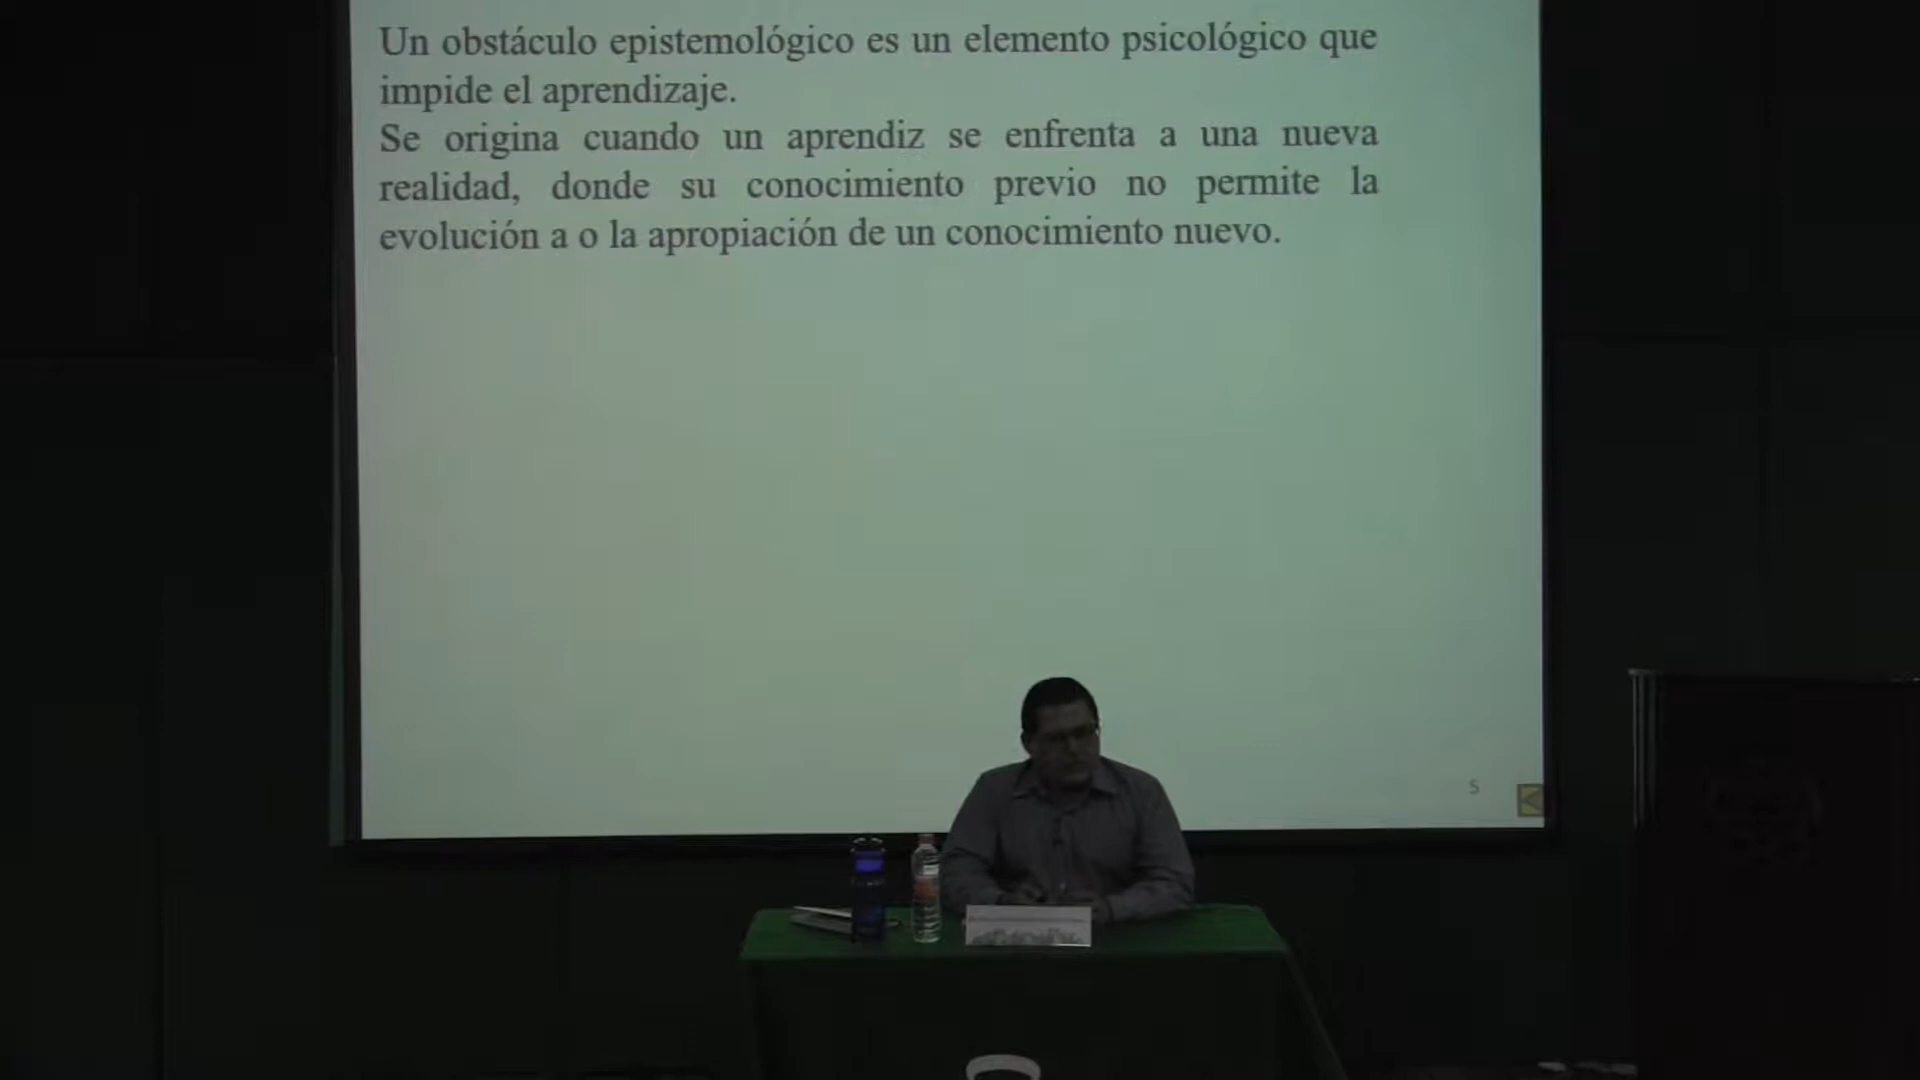 Un obstáculo epistemológico es un elemento psicológico que
impide el aprendizaje.
Se origina cuando un aprendiz se enfrenta a una nueva
realidad, donde su conocimiento previo no permite la
evolución a o la apropiación de un conocimiento nuevo.
5